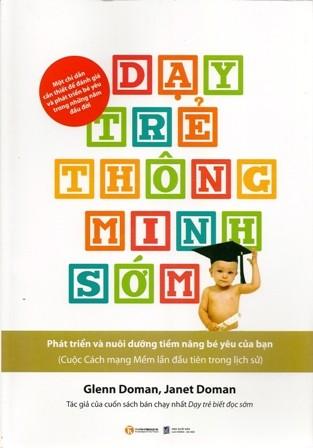 Một chỉ dẫn
cần thiết để đánh giá
và phát triển bé yêu
trong những năm
đầu đời
DẠY
TRẺ
THÔNG
MINH
SỚM
Phát triển và nuôi dưỡng tiềm năng bé yêu của bạn
(Cuộc Cách mạng Mềm lần đầu tiên trong lịch sử)
Glenn Doman, Janet Doman
Tác giả của cuốn sách bán chạy nhất Dạy trẻ biết đọc sớm